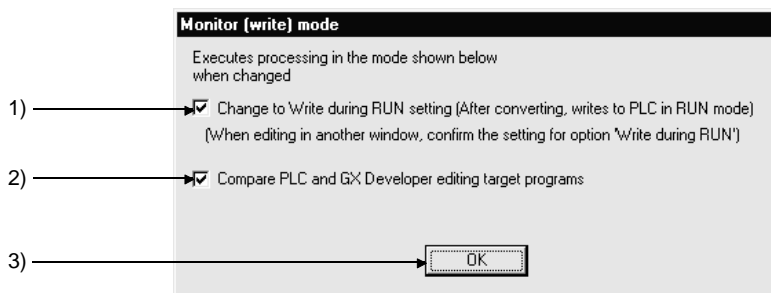 Monitor (write) mode
Executes processing in the mode shown below
when changed
1)
Change to Write during RUN setting (After converting, writes to PLC in RUN mode)
(When editing in another window, confirm the setting for option 'Write during RUN')
2)
Compare PLC and GX Developer editing target programs
3)
OK